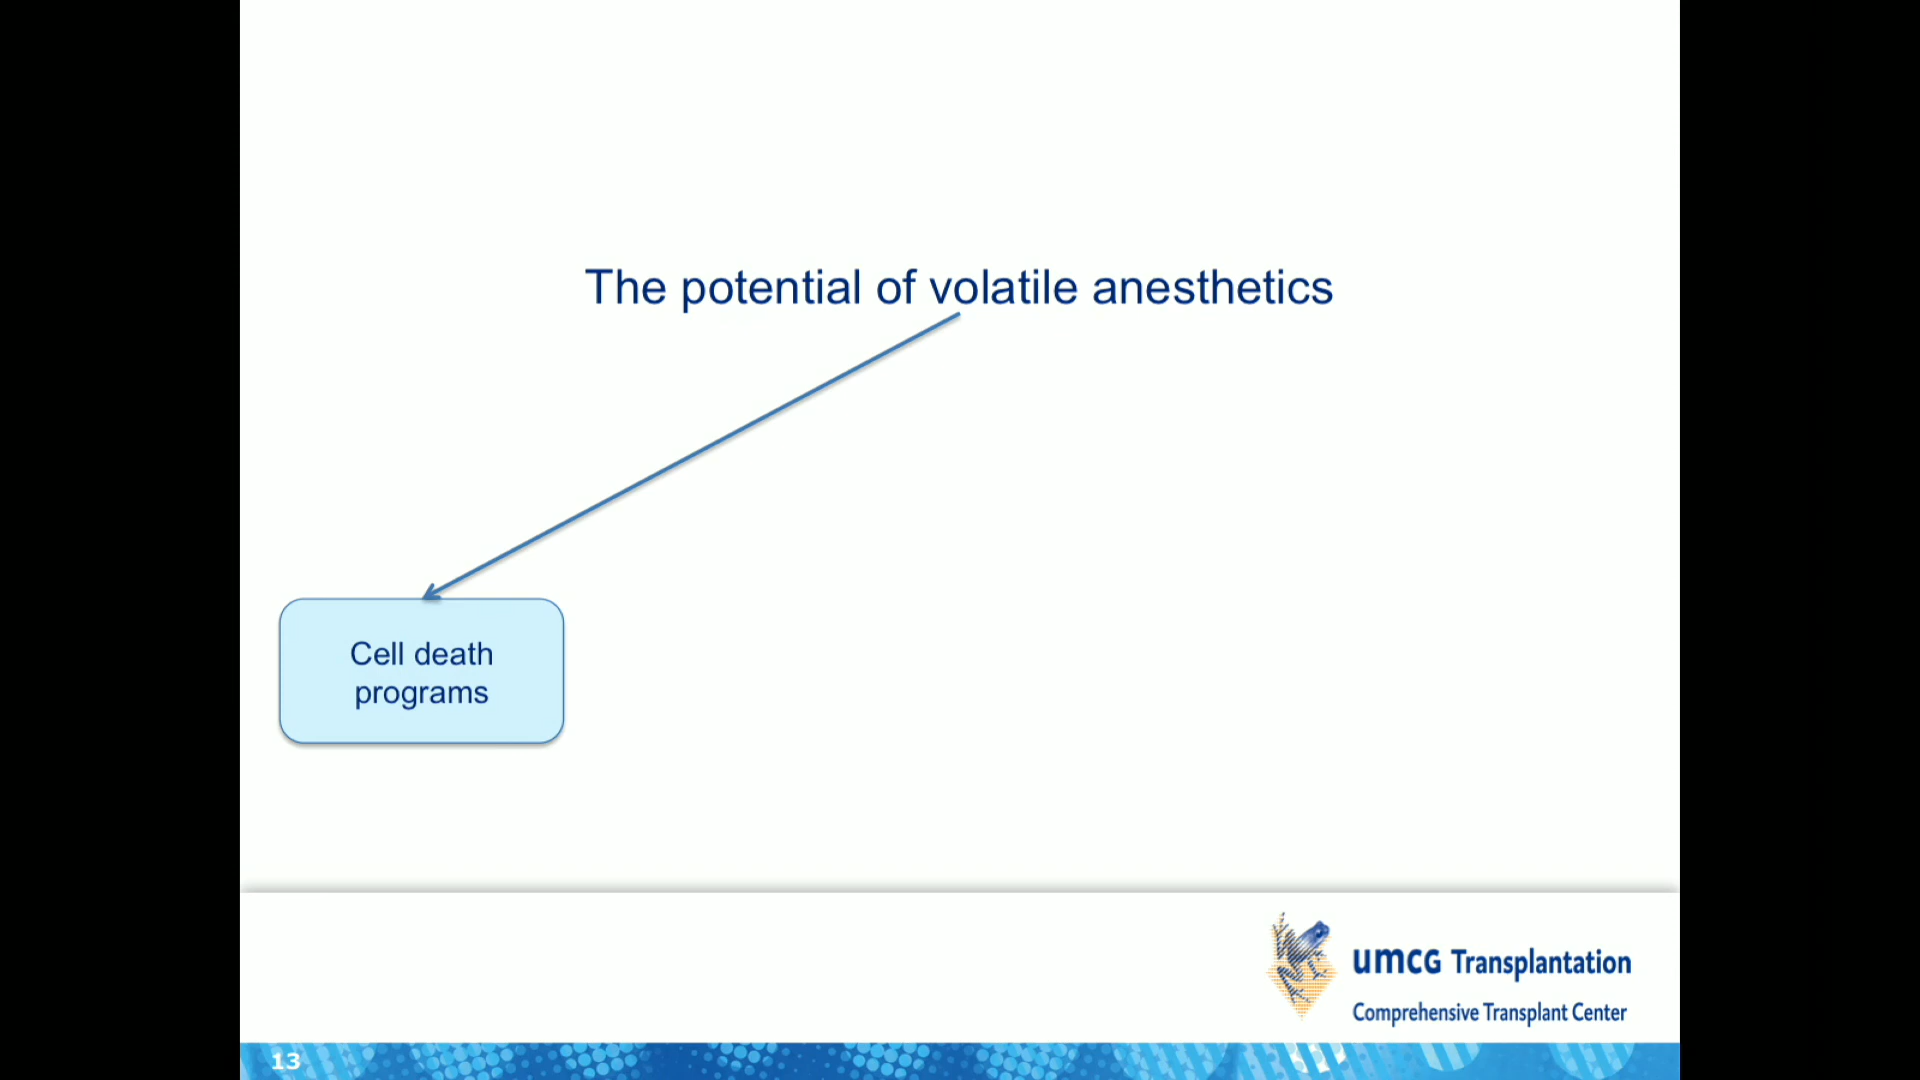 The potential of volatile anesthetics
Cell death
programs
umcg Transplantation
Comprehensive Transplant Center
13